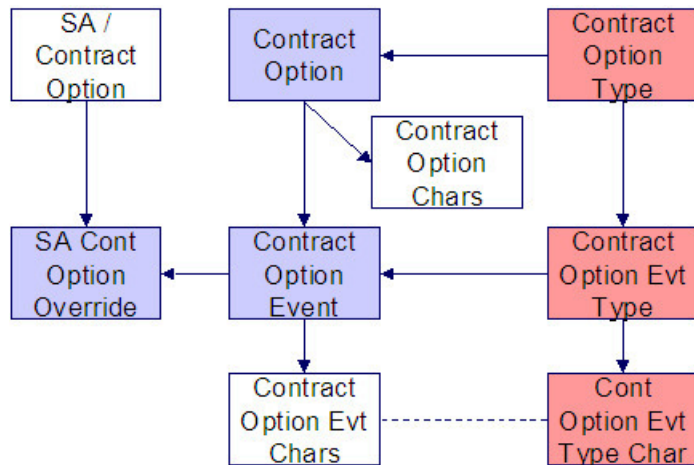 SA /
Contract
Option
Contract
Option
Contract
Option
Type
Contract
Option
Chars
SA Cont
Option
Override
Contract
Option
Event
Contract
Option Evt
Type
Contract
Option Evt
Chars
Cont
Option Evt
Type Char